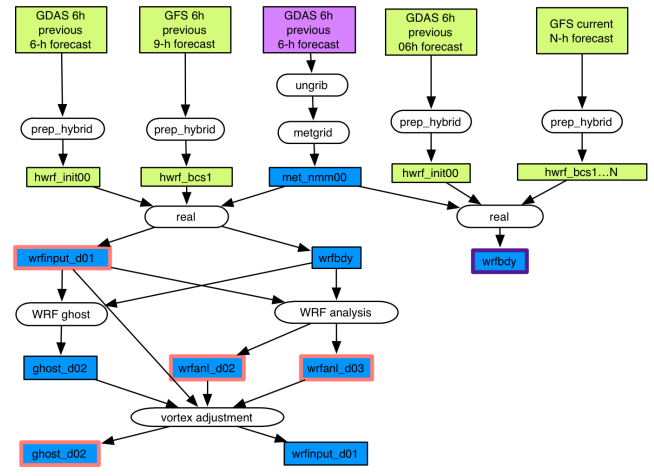 GDAS 6h
previous
6-h forecast
GFS 6h
previous
9-h forecast
GDAS 6h
previous
6-h forecast
GDAS 6h
previous
06h forecast
GFS current
N-h forecast
ungrib
prep_hybrid
prep_hybrid
metgrid
prep_hybrid
prep_hybrid
hwrf_init00
hwrf_bcs1
met_nmm00
hwrf_init00
hwrf_bcs1...N
real
real
wrfinput_d01
wrfbdy
wrfbdy
WRF ghost
WRF analysis
ghost_d02
wrfanl_d02
wrfanl_d03
vortex adjustment
ghost_d02
wrfinput_d01